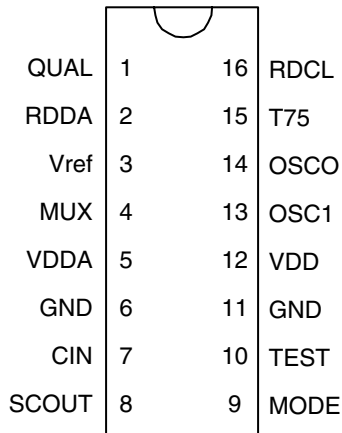 QUAL 1 16 RDCL
RDDA 2 15 T75
Vref 3 14 OSCO
MUX 4 13 OSC1
VDDA 5 12 VDD
GND 6 11 GND
CIN 7 10 TEST
SCOUT 8 9 MODE